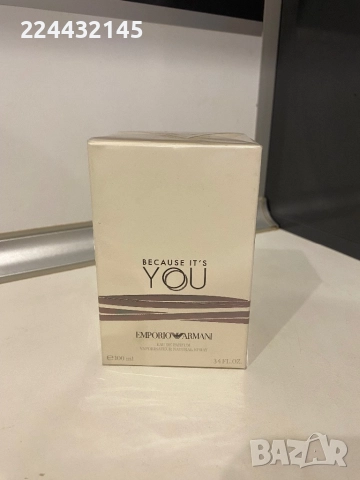 224432145
BECAUSE IT'S
YOU
EMPORIO ARMANI
EAU DE PARFUM
100 ml
3.4 FL. OZ.
BAZAR
bg